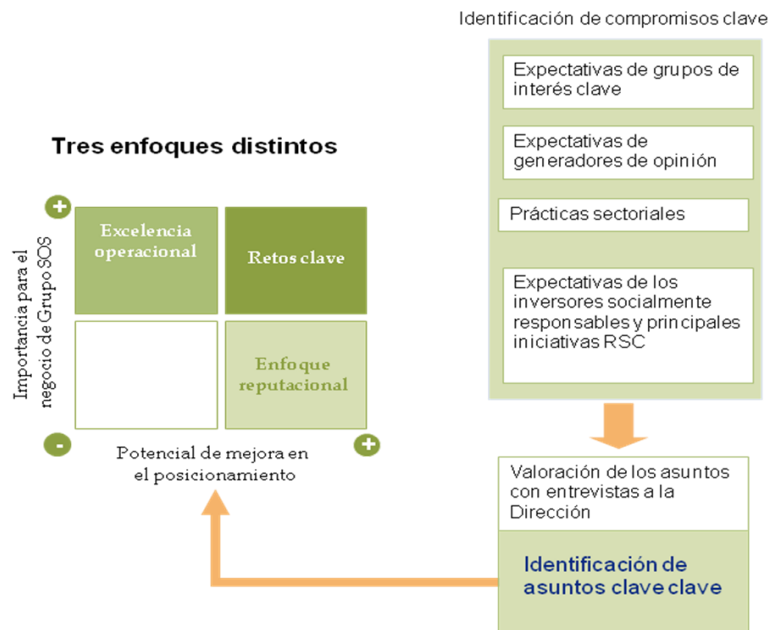 Identificación de compromisos clave
Expectativas de grupos de
interés clave
Expectativas de
generadores de opinión
Prácticas sectoriales
Expectativas de los
inversores socialmente
responsables y principales
iniciativas RSC
Tres enfoques distintos
+
Excelencia
operacional
Retos clave
Importancia para el
negocio de Grupo SOS
Enfoque
reputacional
-
+
Potencial de mejora en
el posicionamiento
Valoración de los asuntos
con entrevistas a la
Dirección
Identificación de
asuntos clave clave